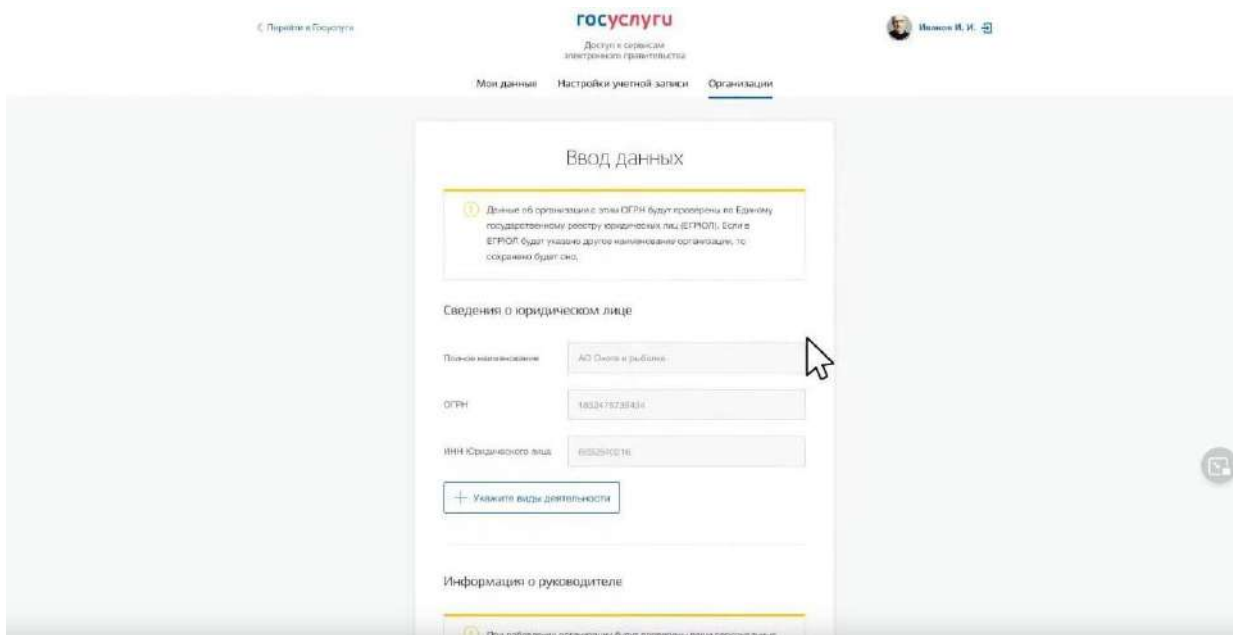 Перейти в Госуслуги
госуслуги
Доступ к сервисам
электронного правительства
Иванов И. И.
Мои данные
Настройки учетной записи
Организации
Ввод данных
Данные об организации с этим ОГРН будут проверены по Единому
государственному реестру юридических лиц (ЕГРЮЛ). Если в
ЕГРЮЛ будет указано другое наименование организации, то
сохранено будет оно.
Сведения о юридическом лице
Полное наименование
АО Охота и рыбалка
ОГРН
ИНН Юридического лица
Укажите виды деятельности
Информация о руководителе